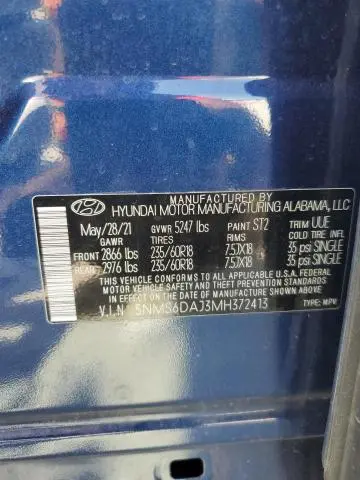 MANUFACTURED BY
HYUNDAI MOTOR MANUFACTURING ALABAMA, LLC
May/28/21 GVWR 5247 lbs PAINT ST2 TRIM UUE
GAWR TIRES RIMS COLD TIRE INFL
FRONT 2866 lbs 235/60R18 7.5JX18 35 psi SINGLE
REAR 2976 lbs 235/60R18 7.5JX18 35 psi SINGLE
THIS VEHICLE CONFORMS TO ALL APPLICABLE U.S.A. FEDERAL
MOTOR VEHICLE SAFETY, BUMPER, AND THEFT PREVENTION
STANDARDS IN EFFECT ON THE DATE OF MANUFACTURE SHOWN ABOVE.
V.I.N 5NMS6DAJ3MH372413 TYPE: MPV